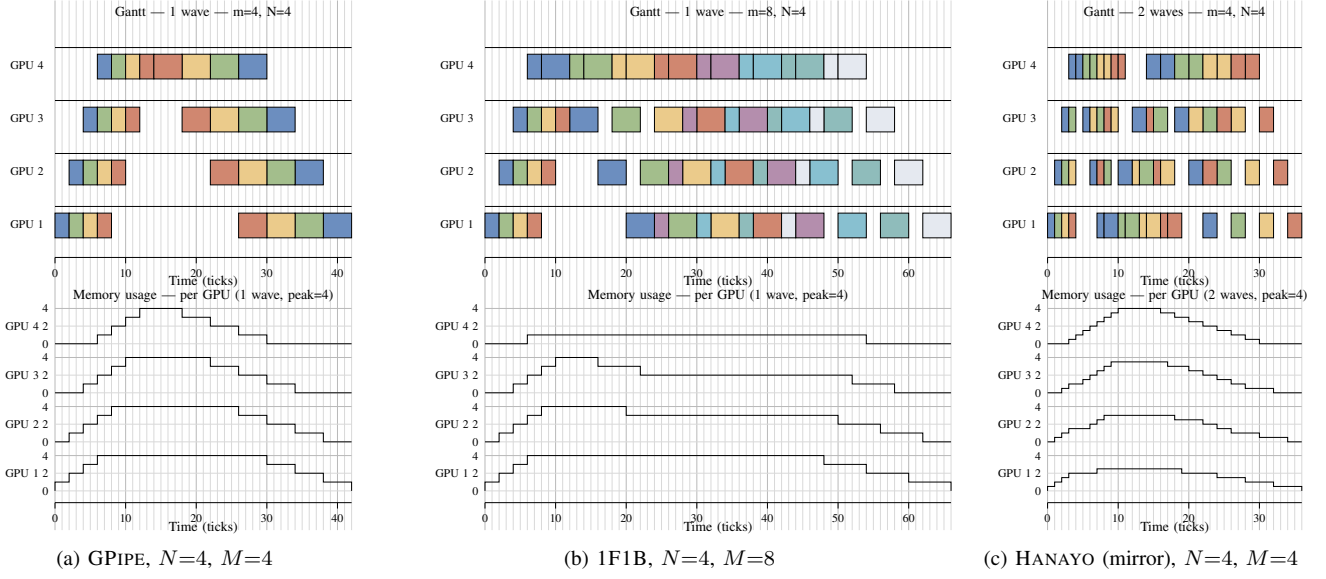 Gantt — 1 wave — m=4, N=4
GPU 4
GPU 3
GPU 2
GPU 1
0 10 20 30 40
Time (ticks)
Memory usage — per GPU (1 wave, peak=4)
4
GPU 4 2
0
4
GPU 3 2
0
4
GPU 2 2
0
4
GPU 1 2
0
0 10 20 30 40
Time (ticks)
(a) GPIPE, N=4, M=4
Gantt — 1 wave — m=8, N=4
GPU 4
GPU 3
GPU 2
GPU 1
0 10 20 30 40 50 60
Time (ticks)
Memory usage — per GPU (1 wave, peak=4)
4
GPU 4 2
0
4
GPU 3 2
0
4
GPU 2 2
0
4
GPU 1 2
0
0 10 20 30 40 50 60
Time (ticks)
(b) 1F1B, N=4, M=8
Gantt — 2 waves — m=4, N=4
GPU 4
GPU 3
GPU 2
GPU 1
0 10 20 30
Time (ticks)
Memory usage — per GPU (2 waves, peak=4)
4
GPU 4 2
0
4
GPU 3 2
0
4
GPU 2 2
0
4
GPU 1 2
0
0 10 20 30
Time (ticks)
(c) HANAYO (mirror), N=4, M=4